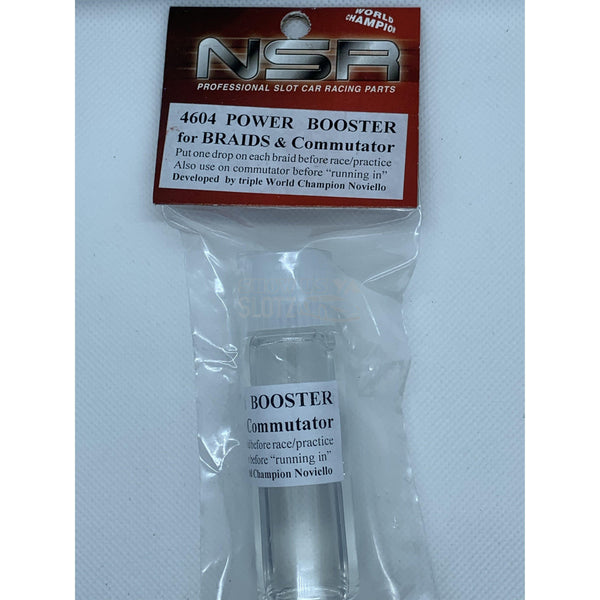 WORLD
CHAMPION
NSR
PROFESSIONAL SLOT CAR RACING PARTS
4604 POWER BOOSTER
for BRAIDS & Commutator
Put one drop on each braid before race/practice
Also use on commutator before "running in"
Developed by triple World Champion Noviello
BOOSTER
Commutator
before race/practice
before "running in"
Champion Noviello